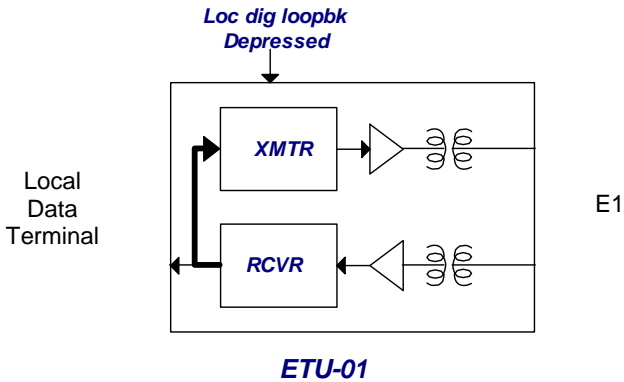 Loc dig loopbk
Depressed
XMTR
Local
Data
Terminal
E1
RCVR
ETU-01